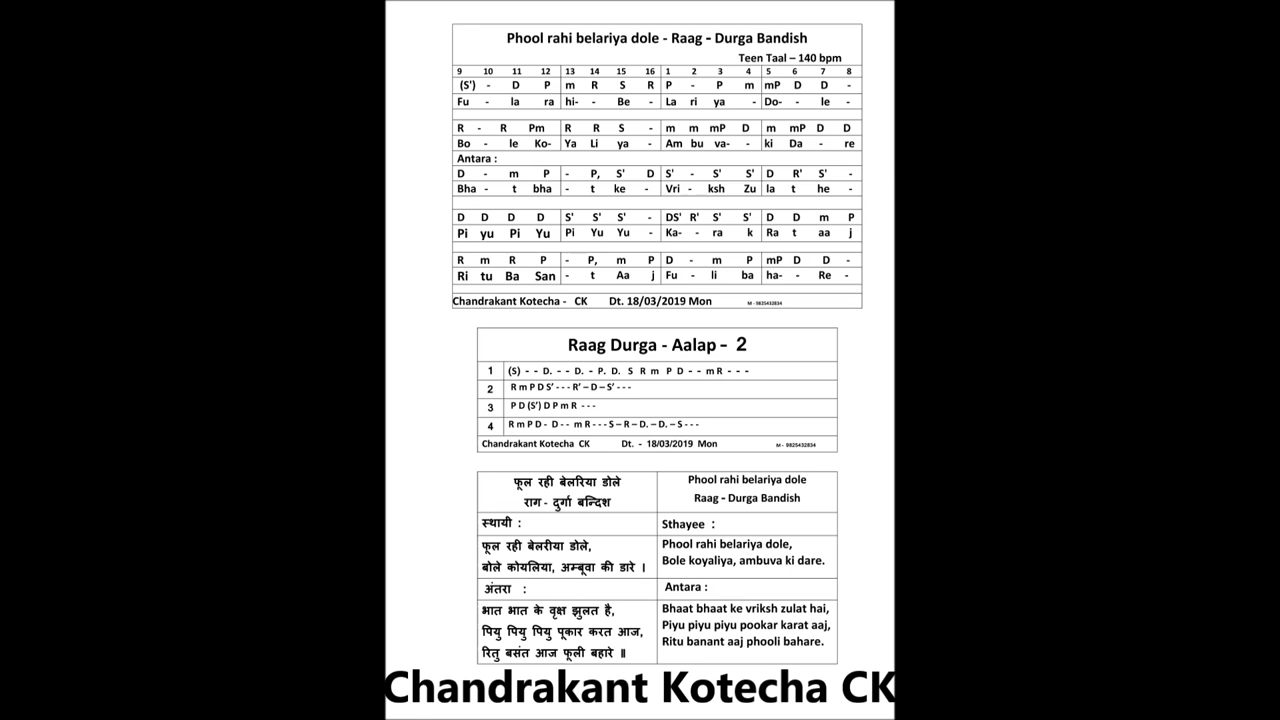 Phool rahi belariya dole - Raag - Durga Bandish
Teen Taal – 140 bpm
9 10 11 12 13 14 15 16 1 2 3 4 5 6 7 8
(S') - D P m R S R P - P m mP D D -
Fu - la ra hi- - Be - La ri ya - Do- - le -
R - R Pm R R S - m m mP D m mP D D
Bo - le Ko- Ya Li ya - Am bu va- - ki Da - re
Antara :
D - m P - P, S' D S' - S' S' D R' S' -
Bha - t bha - t ke - Vri - ksh Zu la t he -
D D D D S' S' S' - DS' R' S' S' D D m P
Pi yu Pi Yu Pi Yu Yu - Ka- - ra k Ra t aa j
R m R P - P, m P D - m P mP D D -
Ri tu Ba San - t Aa j Fu - li ba ha- - Re -
Chandrakant Kotecha - CK Dt. 18/03/2019 Mon M - 9825432834
Raag Durga - Aalap - 2
1 (S) - - D. - - D. - P. D. S R m P D - - m R - - -
2 R m P D S’ - - - R’ – D – S’ - - -
3 P D (S’) D P m R - - -
4 R m P D - D - - m R - - - S – R – D. – D. – S - - -
Chandrakant Kotecha CK Dt. - 18/03/2019 Mon M - 9825432834
फूल रही बेलरिया डोले
राग - दुर्गा बन्दिश
Phool rahi belariya dole
Raag - Durga Bandish
स्थायी :
Sthayee :
फूल रही बेलरीया डोले,
बोले कोयलिया, अम्बूवा की डारे ।
Phool rahi belariya dole,
Bole koyaliya, ambuva ki dare.
अंतरा :
Antara :
भात भात के वृक्ष झुलत है,
पियु पियु पियु पूकार करत आज,
रितु बसंत आज फूली बहारे ॥
Bhaat bhaat ke vriksh zulat hai,
Piyu piyu piyu pookar karat aaj,
Ritu banant aaj phooli bahare.
Chandrakant Kotecha CK